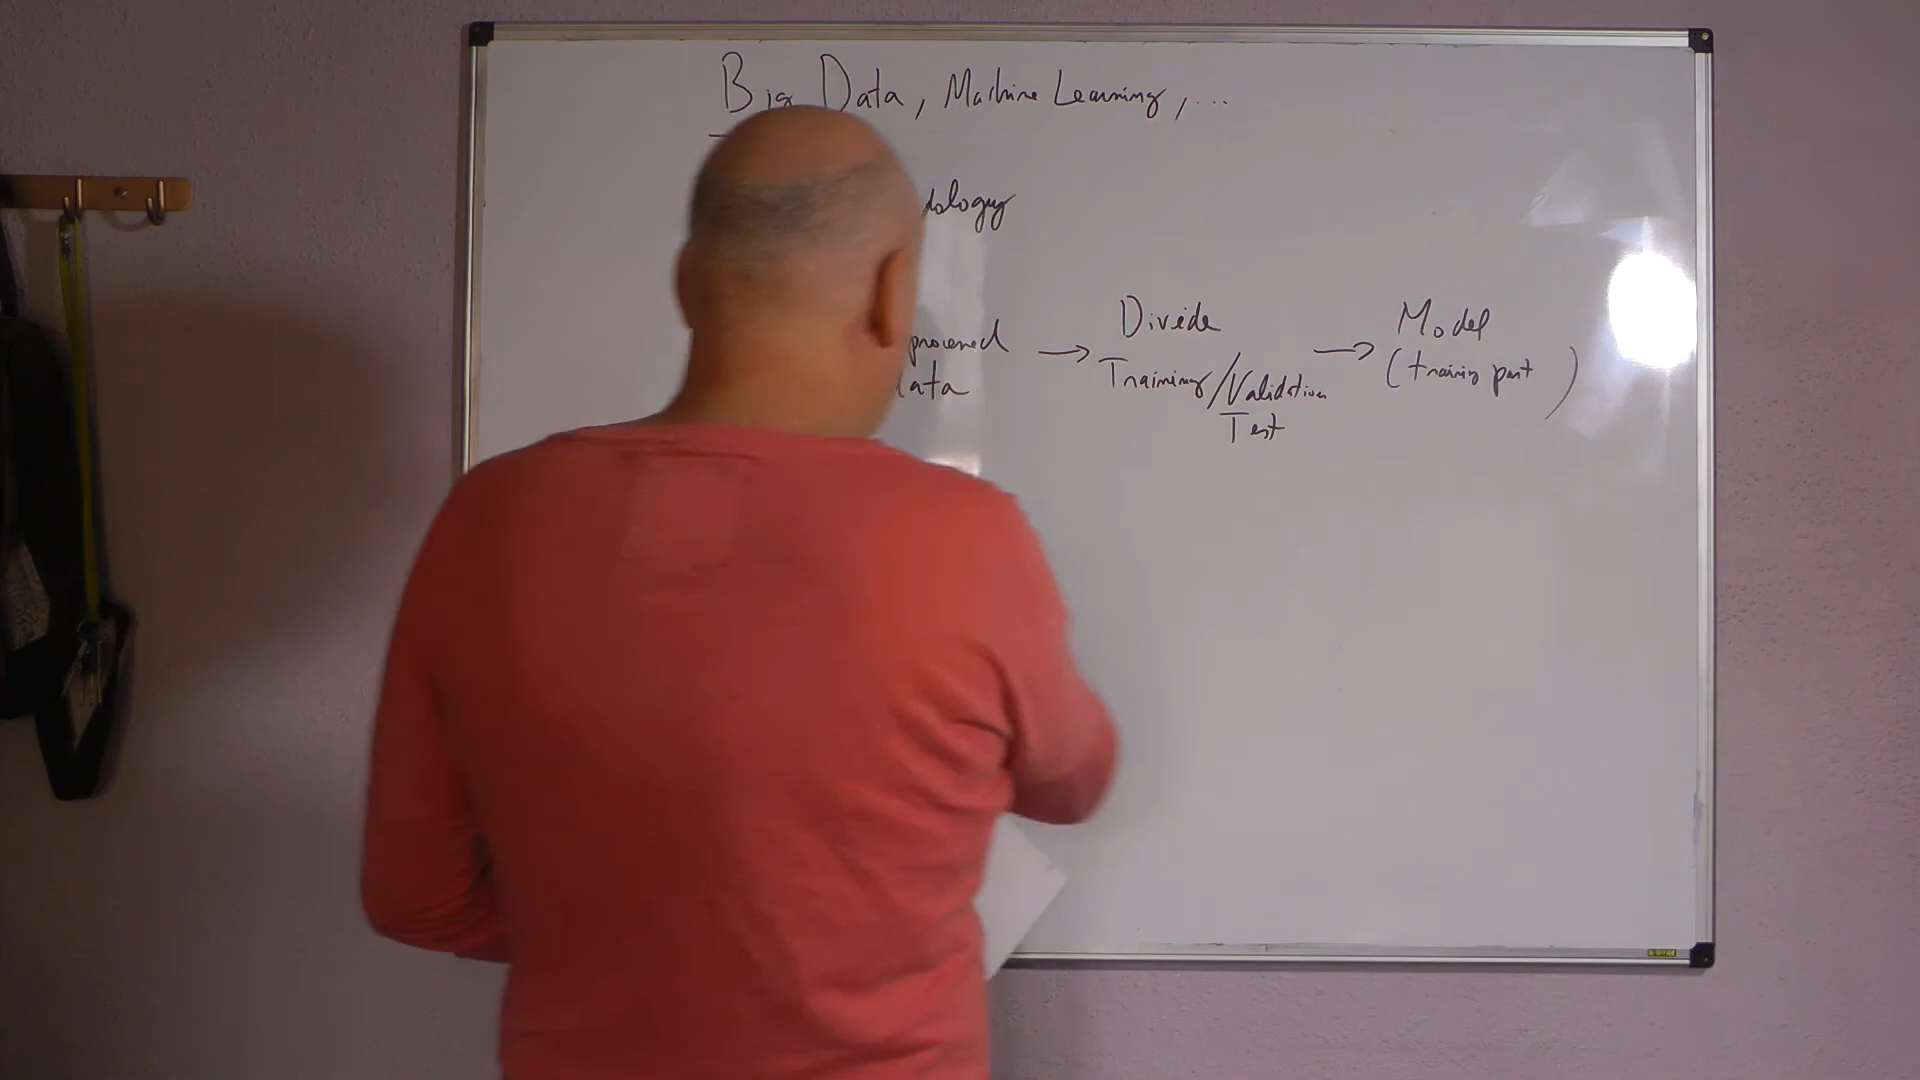 Big Data, Machine Learning, ...
dology
processed → Divide → Model
data Training/Validation (training part)
Test